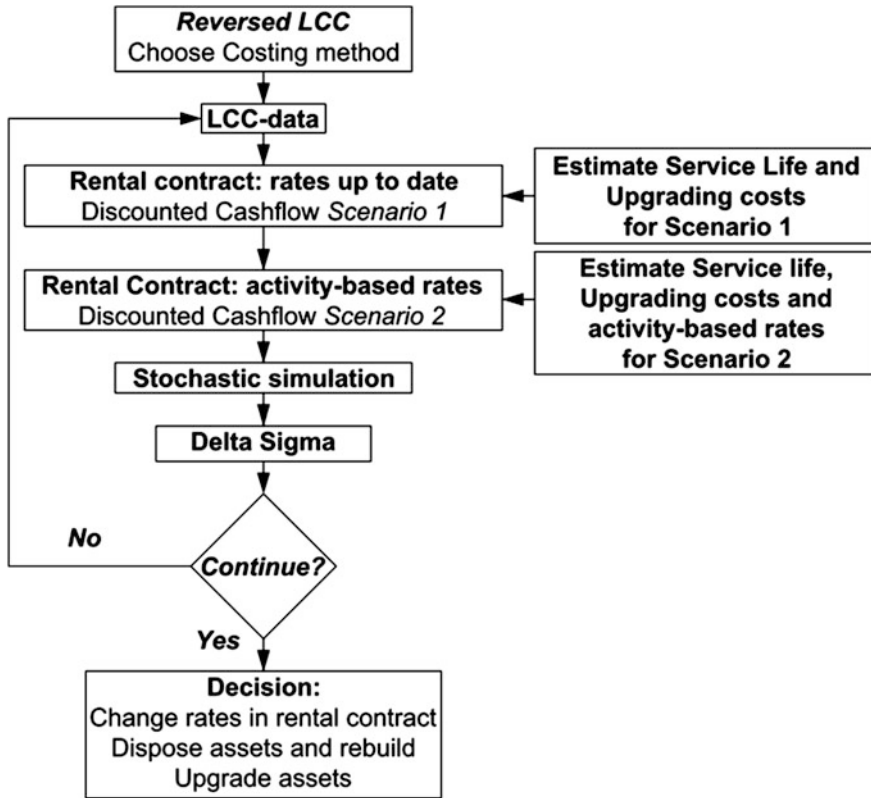 Reversed LCC
Choose Costing method
LCC-data
Rental contract: rates up to date
Discounted Cashflow Scenario 1
Estimate Service Life and
Upgrading costs
for Scenario 1
Rental Contract: activity-based rates
Discounted Cashflow Scenario 2
Estimate Service life,
Upgrading costs and
activity-based rates
for Scenario 2
Stochastic simulation
Delta Sigma
Continue?
No
Yes
Decision:
Change rates in rental contract
Dispose assets and rebuild
Upgrade assets